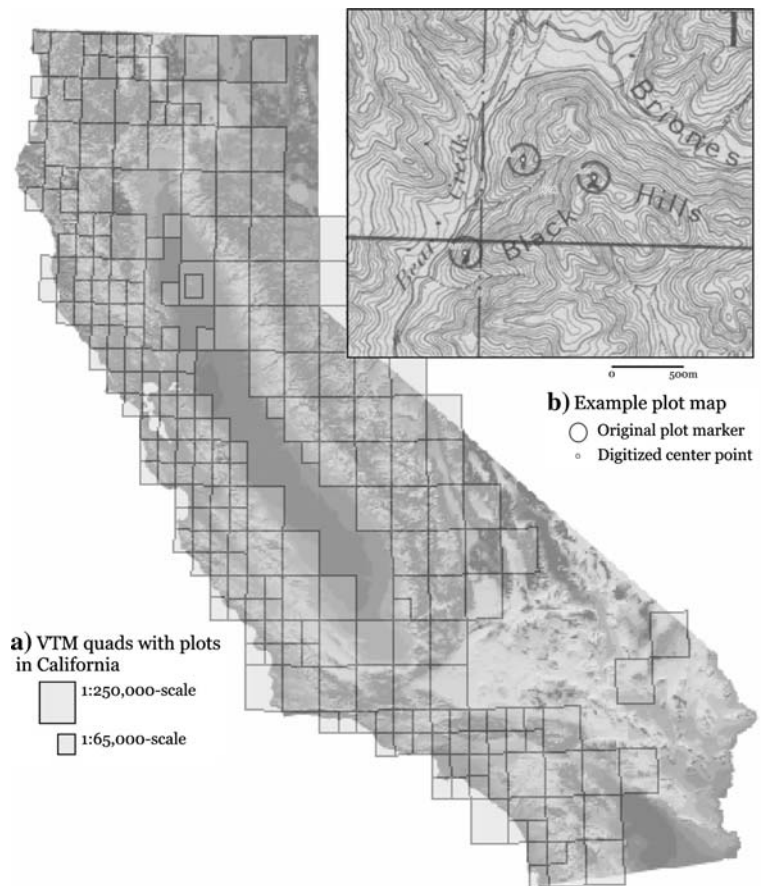 Briones
Creek
Hills
Black
Bear
0 500m
b) Example plot map
Original plot marker
Digitized center point
a) VTM quads with plots
in California
1:250,000-scale
1:65,000-scale